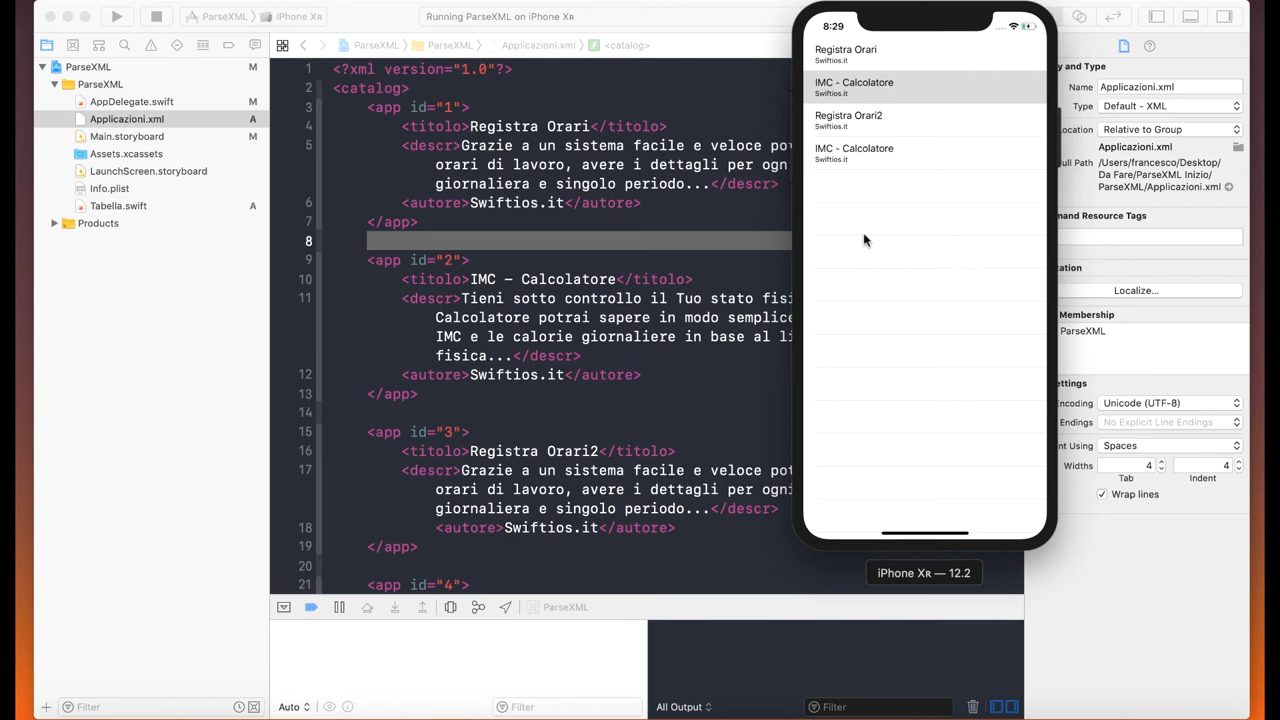 ParseXML
iPhone XR
Running ParseXML on iPhone XR
ParseXML
M
ParseXML
AppDelegate.swift
M
Applicazioni.xml
A
Main.storyboard
M
Assets.xcassets
LaunchScreen.storyboard
Info.plist
Tabella.swift
A
Products
Filter
ParseXML
ParseXML
Applicazioni.xml
<catalog>
1 <?xml version="1.0"?>
2 <catalog>
3 <app id="1">
4 <titolo>Registra Orari</titolo>
5 <descr>Grazie a un sistema facile e veloce pot
orari di lavoro, avere i dettagli per ogn
giornaliera e singolo periodo...</descr>
6 <autore>Swiftios.it</autore>
7 </app>
8
9 <app id="2">
10 <titolo>IMC - Calcolatore</titolo>
11 <descr>Tieni sotto controllo il Tuo stato fisi
Calcolatore potrai sapere in modo semplice
IMC e le calorie giornaliere in base al li
fisica...</descr>
12 <autore>Swiftios.it</autore>
13 </app>
14
15 <app id="3">
16 <titolo>Registra Orari2</titolo>
17 <descr>Grazie a un sistema facile e veloce pot
orari di lavoro, avere i dettagli per ogni
giornaliera e singolo periodo...</descr>
18 <autore>Swiftios.it</autore>
19 </app>
20
21 <app id="4">
ParseXML
Auto
Filter
All Output
Filter
8:29
Registra Orari
Swiftios.it
IMC - Calcolatore
Swiftios.it
Registra Orari2
Swiftios.it
IMC - Calcolatore
Swiftios.it
iPhone XR — 12.2
ty and Type
Name Applicazioni.xml
Type Default - XML
Location Relative to Group
Applicazioni.xml
Full Path /Users/francesco/Desktop/
Da Fare/ParseXML Inizio/
ParseXML/Applicazioni.xml
mand Resource Tags
zation
Localize...
Membership
ParseXML
ettings
Encoding Unicode (UTF-8)
Endings No Explicit Line Endings
nt Using Spaces
Widths 4 4
Tab Indent
Wrap lines